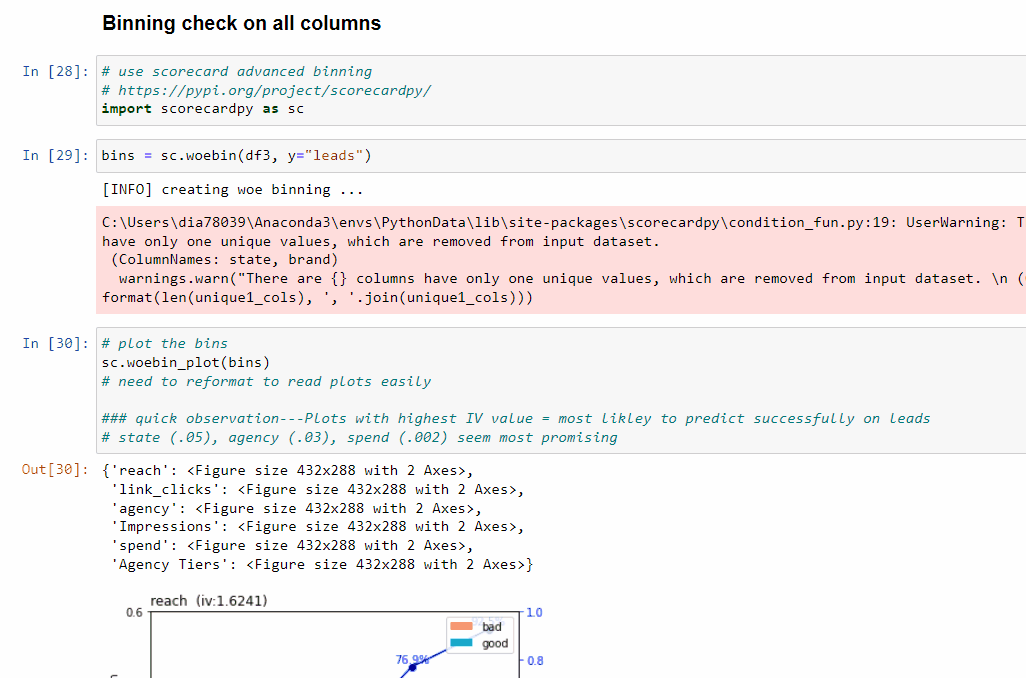 Binning check on all columns
In [28]: # use scorecard advanced binning
# https://pypi.org/project/scorecardpy/
import scorecardpy as sc
In [29]: bins = sc.woebin(df3, y="leads")
[INFO] creating woe binning ...
C:\Users\dia78039\Anaconda3\envs\PythonData\lib\site-packages\scorecardpy\condition_fun.py:19: UserWarning: T
have only one unique values, which are removed from input dataset.
(ColumnNames: state, brand)
warnings.warn("There are {} columns have only one unique values, which are removed from input dataset. \n (
format(len(unique1_cols), ', '.join(unique1_cols)))
In [30]: # plot the bins
sc.woebin_plot(bins)
# need to reformat to read plots easily
### quick observation---Plots with highest IV value = most likley to predict successfully on leads
# state (.05), agency (.03), spend (.002) seem most promising
Out[30]: {'reach': <Figure size 432x288 with 2 Axes>,
'link_clicks': <Figure size 432x288 with 2 Axes>,
'agency': <Figure size 432x288 with 2 Axes>,
'Impressions': <Figure size 432x288 with 2 Axes>,
'spend': <Figure size 432x288 with 2 Axes>,
'Agency Tiers': <Figure size 432x288 with 2 Axes>}
reach (iv:1.6241)
0.6
1.0
bad
good
76.9%
0.8